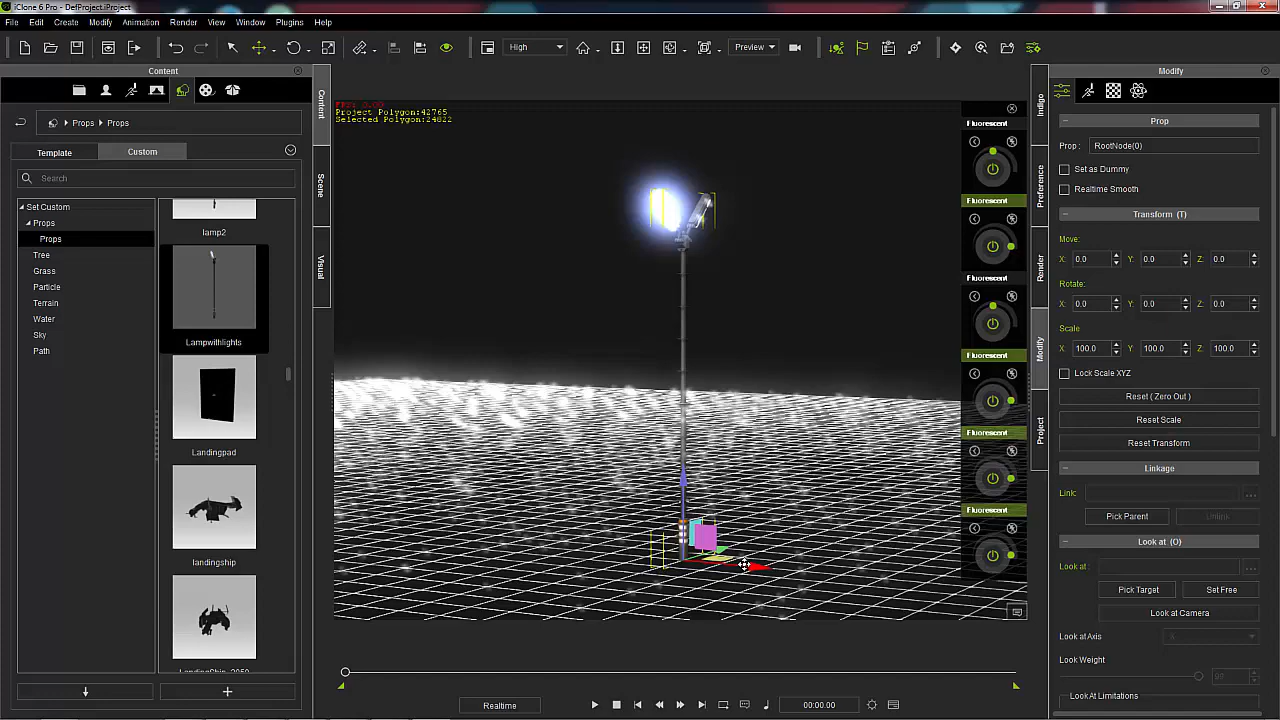 iClone 6 Pro - DefProject.iProject
File Edit Create Modify Animation Render View Window Plugins Help
High
Preview
Content
Props Props
Template Custom
Search
Set Custom
Props
Props
Tree
Grass
Particle
Terrain
Water
Sky
Path
lamp2
Lampwithlights
Landingpad
landingship
Content
Scene
Visual
FPS: 0.00
Project Polygon:42765
Selected Polygon:24822
Fluorescent
Fluorescent
Fluorescent
Fluorescent
Fluorescent
Fluorescent
Realtime
00:00.00
Indigo
Preference
Render
Modify
Project
Modify
Prop
Prop : RootNode(0)
Set as Dummy
Realtime Smooth
Transform (T)
Move:
X: 0.0 Y: 0.0 Z: 0.0
Rotate:
X: 0.0 Y: 0.0 Z: 0.0
Scale
X: 100.0 Y: 100.0 Z: 100.0
Lock Scale XYZ
Reset ( Zero Out )
Reset Scale
Reset Transform
Linkage
Link:
Pick Parent Unlink
Look at (O)
Look at:
Pick Target Set Free
Look at Camera
Look at Axis
Look Weight
Look At Limitations